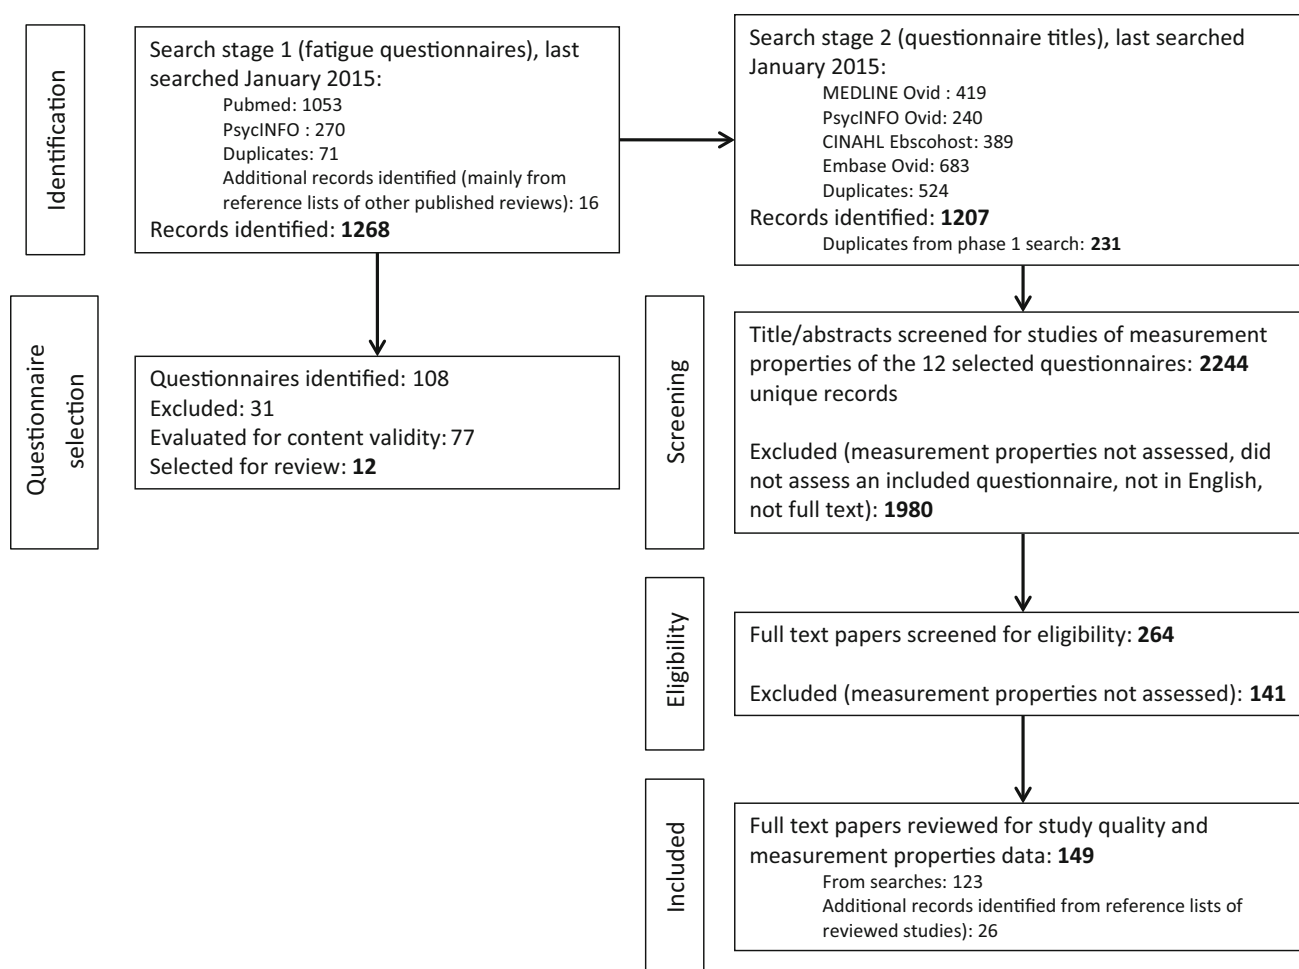 Identification
Search stage 1 (fatigue questionnaires), last
searched January 2015:
Pubmed: 1053
PsycINFO : 270
Duplicates: 71
Additional records identified (mainly from
reference lists of other published reviews): 16
Records identified: 1268
Search stage 2 (questionnaire titles), last searched
January 2015:
MEDLINE Ovid : 419
PsycINFO Ovid: 240
CINAHL Ebscohost: 389
Embase Ovid: 683
Duplicates: 524
Records identified: 1207
Duplicates from phase 1 search: 231
Questionnaire
selection
Questionnaires identified: 108
Excluded: 31
Evaluated for content validity: 77
Selected for review: 12
Screening
Title/abstracts screened for studies of measurement
properties of the 12 selected questionnaires: 2244
unique records
Excluded (measurement properties not assessed, did
not assess an included questionnaire, not in English,
not full text): 1980
Eligibility
Full text papers screened for eligibility: 264
Excluded (measurement properties not assessed): 141
Included
Full text papers reviewed for study quality and
measurement properties data: 149
From searches: 123
Additional records identified from reference lists of
reviewed studies): 26